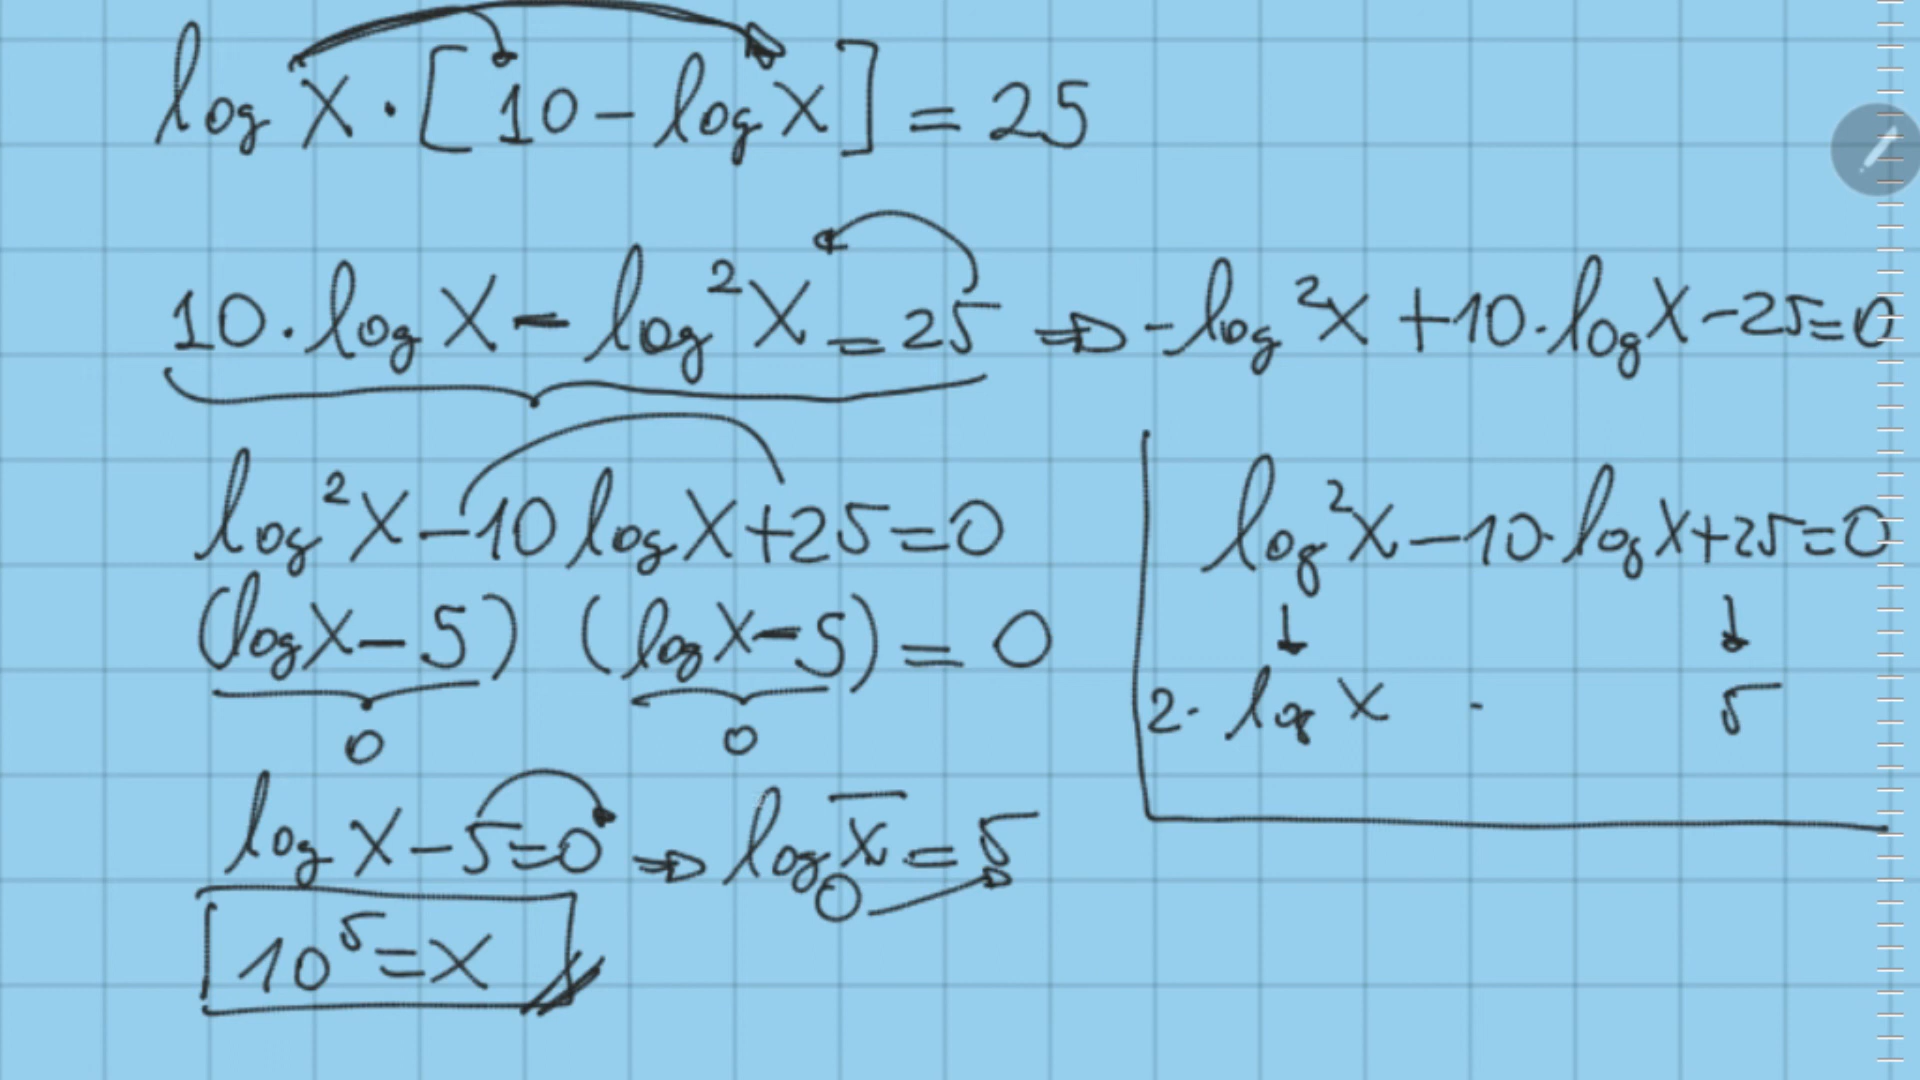 log x · [10 - log x] = 25
10 · log x - log²x = 25 ⇒ -log²x + 10 · log x - 25 = 0
log²x - 10 log x + 25 = 0
(log x - 5) (log x - 5) = 0
0 0
log x - 5 = 0 ⇒ log x = 5
10⁵ = x
log²x - 10 · log x + 25 = 0
↓ ↓
2 · log x · 5